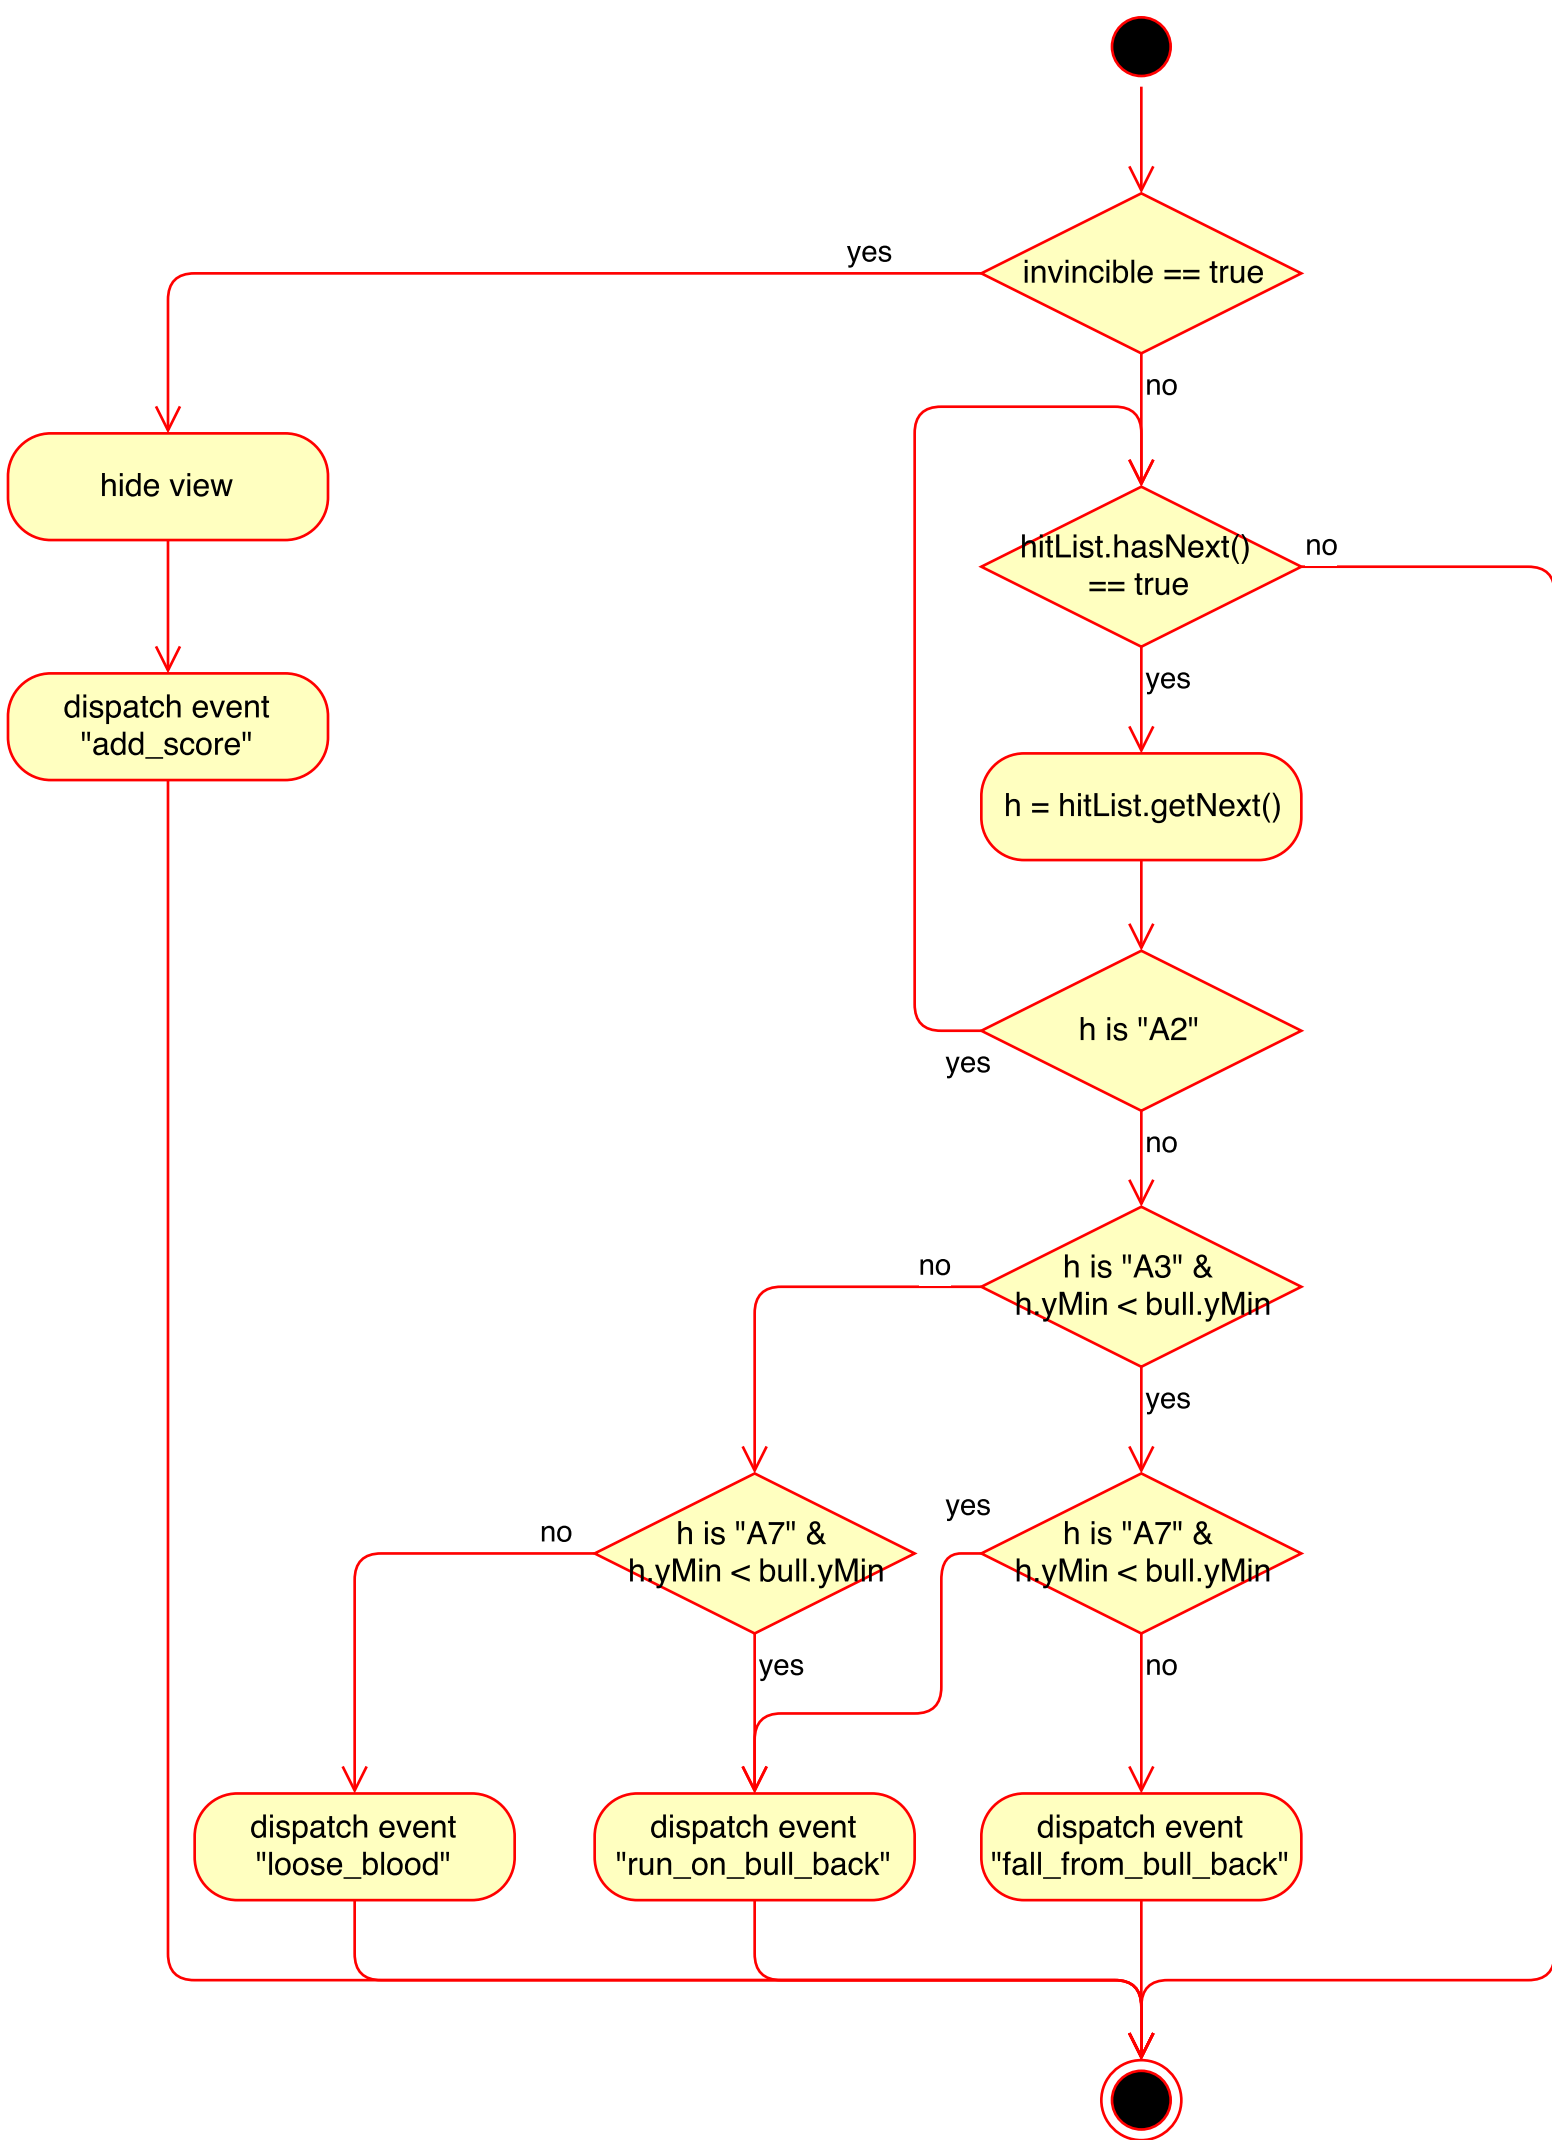 yes
invincible == true
no
hide view
hitList.hasNext()
== true
no
yes
dispatch event
"add_score"
h = hitList.getNext()
h is "A2"
yes
no
no
h is "A3" &
h.yMin < bull.yMin
yes
no
h is "A7" &
h.yMin < bull.yMin
yes
yes
h is "A7" &
h.yMin < bull.yMin
no
dispatch event
"loose_blood"
dispatch event
"run_on_bull_back"
dispatch event
"fall_from_bull_back"